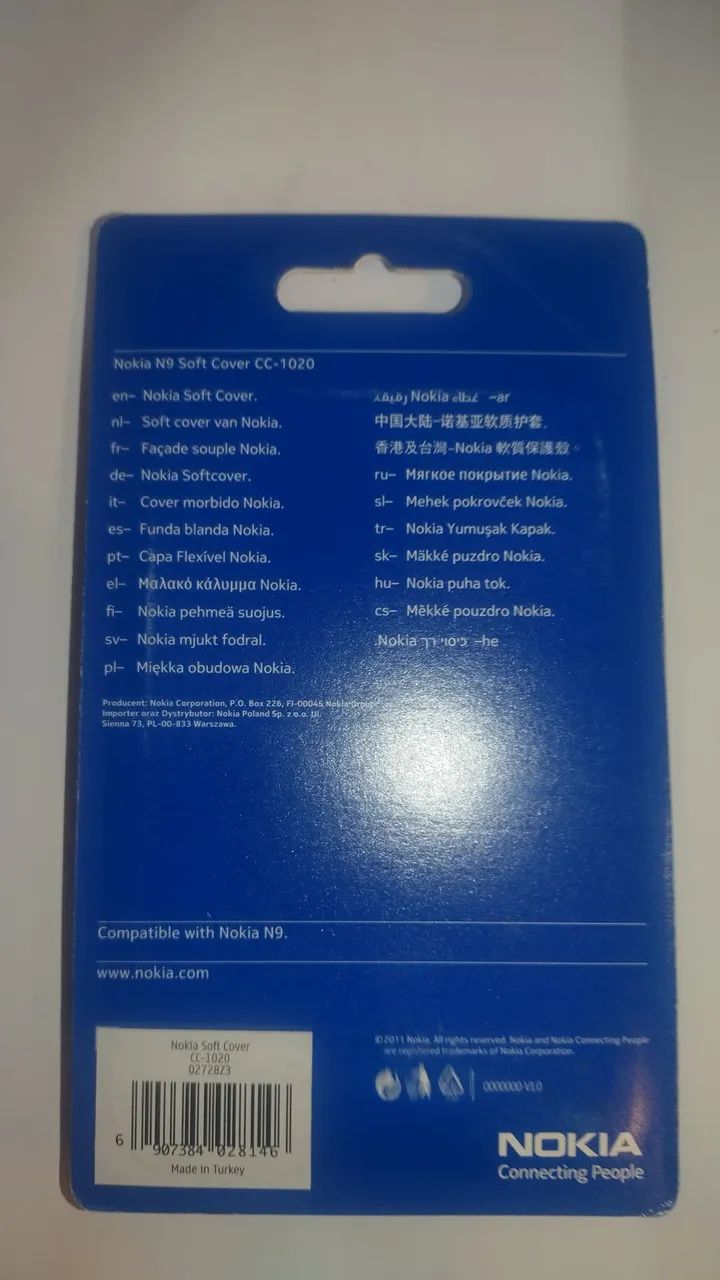 Nokia N9 Soft Cover CC-1020
en– Nokia Soft Cover.
nl– Soft cover van Nokia.
fr– Façade souple Nokia.
de– Nokia Softcover.
it– Cover morbido Nokia.
es– Funda blanda Nokia.
pt– Capa Flexível Nokia.
el– Μαλακό κάλυμμα Nokia.
fi– Nokia pehmeä suojus.
sv– Nokia mjukt fodral.
pl– Miękka obudowa Nokia.
ar– غطاء Nokia
中国大陆–诺基亚软质护套.
香港及台灣–Nokia 軟質保護殼。
ru– Мягкое покрытие Nokia.
sl– Mehek pokrovček Nokia.
tr– Nokia Yumuşak Kapak.
sk– Mäkké puzdro Nokia.
hu– Nokia puha tok.
cs– Měkké pouzdro Nokia.
he– כיסוי רך Nokia.
Producent: Nokia Corporation, P.O. Box 226, FI-00045 Nokia Group
Importer oraz Dystrybutor: Nokia Poland Sp. z o.o. Ul.
Sienna 73, PL-00-833 Warszawa.
Compatible with Nokia N9.
www.nokia.com
Nokia Soft Cover
CC-1020
02728Z3
6 907384 028146
Made in Turkey
©2011 Nokia. All rights reserved. Nokia and Nokia Connecting People
are registered trademarks of Nokia Corporation.
0000000-V1.0
NOKIA
Connecting People